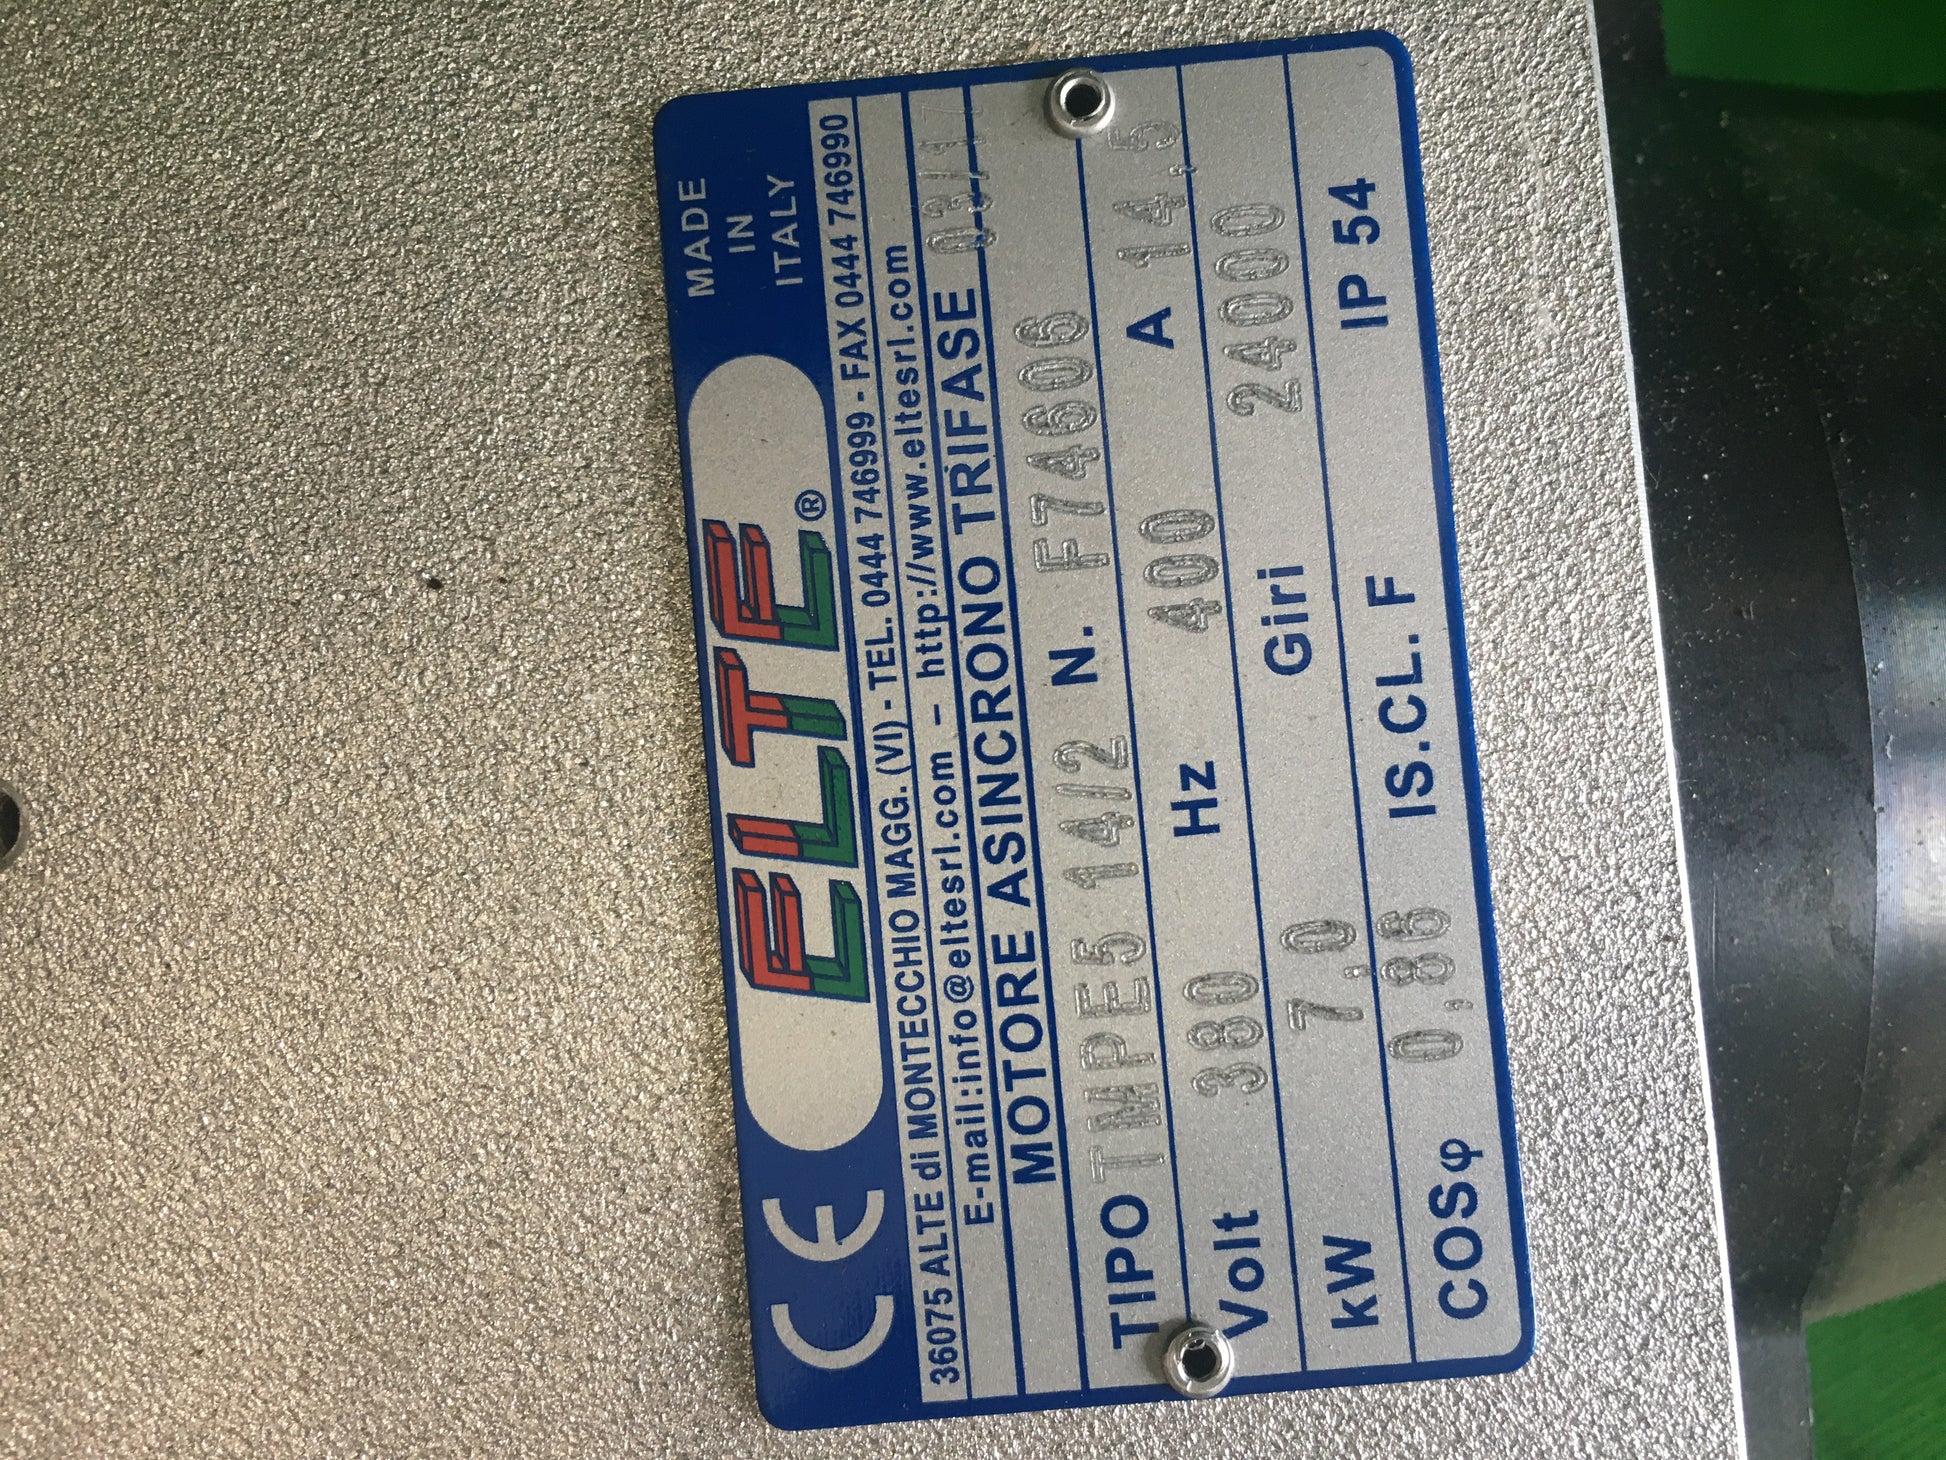 CE ELTE® MADE IN ITALY
36075 ALTE di MONTECCHIO MAGG. (VI) - TEL. 0444 746999 - FAX 0444 746990
E-mail:info@eltesrl.com – http://www.eltesrl.com
MOTORE ASINCRONO TRIFASE 03/17
TIPO TMPE5 14/2 N. F74606
Volt 380 Hz 400 A 14,5
kW 7,0 Giri 24000
COSφ 0,86 IS.CL. F IP 54